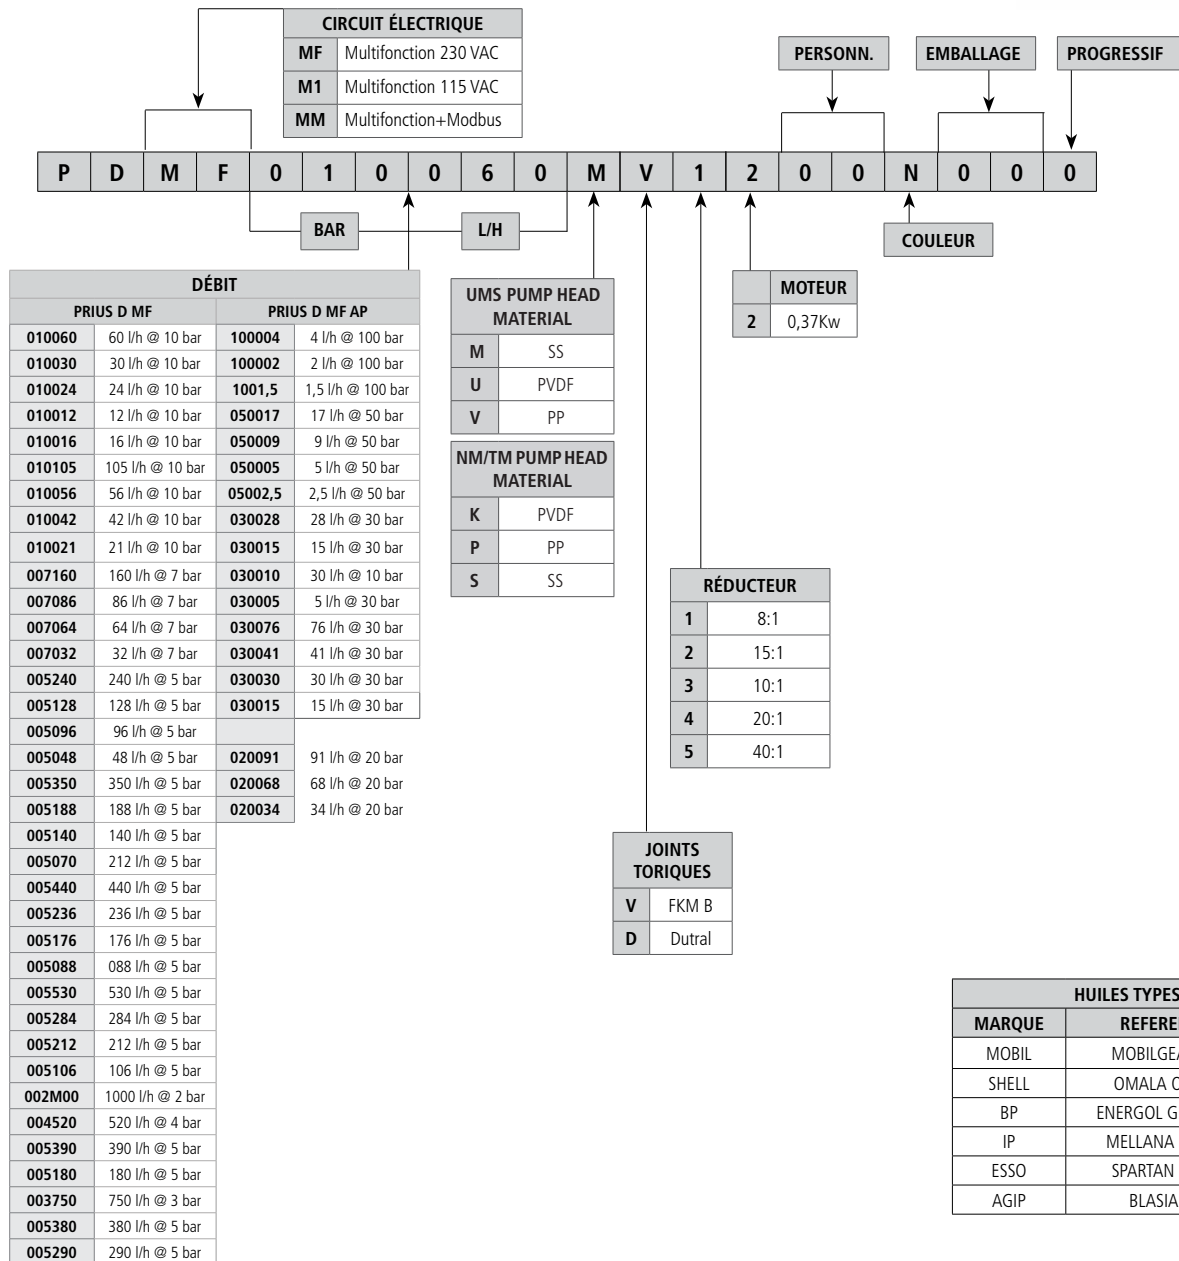 CIRCUIT ÉLECTRIQUE
MF Multifonction 230 VAC
M1 Multifonction 115 VAC
MM Multifonction+Modbus
PERSONN. EMBALLAGE PROGRESSIF
P D M F 0 1 0 0 6 0 M V 1 2 0 0 N 0 0 0
BAR L/H
COULEUR
DÉBIT
PRIUS D MF PRIUS D MF AP
010060 60 l/h @ 10 bar 100004 4 l/h @ 100 bar
010030 30 l/h @ 10 bar 100002 2 l/h @ 100 bar
010024 24 l/h @ 10 bar 1001,5 1,5 l/h @ 100 bar
010012 12 l/h @ 10 bar 050017 17 l/h @ 50 bar
010016 16 l/h @ 10 bar 050009 9 l/h @ 50 bar
010105 105 l/h @ 10 bar 050005 5 l/h @ 50 bar
010056 56 l/h @ 10 bar 05002,5 2,5 l/h @ 50 bar
010042 42 l/h @ 10 bar 030028 28 l/h @ 30 bar
010021 21 l/h @ 10 bar 030015 15 l/h @ 30 bar
007160 160 l/h @ 7 bar 030010 30 l/h @ 10 bar
007086 86 l/h @ 7 bar 030005 5 l/h @ 30 bar
007064 64 l/h @ 7 bar 030076 76 l/h @ 30 bar
007032 32 l/h @ 7 bar 030041 41 l/h @ 30 bar
005240 240 l/h @ 5 bar 030030 30 l/h @ 30 bar
005128 128 l/h @ 5 bar 030015 15 l/h @ 30 bar
005096 96 l/h @ 5 bar
005048 48 l/h @ 5 bar 020091 91 l/h @ 20 bar
005350 350 l/h @ 5 bar 020068 68 l/h @ 20 bar
005188 188 l/h @ 5 bar 020034 34 l/h @ 20 bar
005140 140 l/h @ 5 bar
005070 212 l/h @ 5 bar
005440 440 l/h @ 5 bar
005236 236 l/h @ 5 bar
005176 176 l/h @ 5 bar
005088 088 l/h @ 5 bar
005530 530 l/h @ 5 bar
005284 284 l/h @ 5 bar
005212 212 l/h @ 5 bar
005106 106 l/h @ 5 bar
002M00 1000 l/h @ 2 bar
004520 520 l/h @ 4 bar
005390 390 l/h @ 5 bar
005180 180 l/h @ 5 bar
003750 750 l/h @ 3 bar
005380 380 l/h @ 5 bar
005290 290 l/h @ 5 bar
UMS PUMP HEAD
MATERIAL
M SS
U PVDF
V PP
NM/TM PUMP HEAD
MATERIAL
K PVDF
P PP
S SS
MOTEUR
2 0,37Kw
RÉDUCTEUR
1 8:1
2 15:1
3 10:1
4 20:1
5 40:1
JOINTS
TORIQUES
V FKM B
D Dutral
HUILES TYPES
MARQUE
MOBIL
SHELL OMALA
BP ENERGOL
IP MELLANA
ESSO SPARTAN
AGIP BLASIA